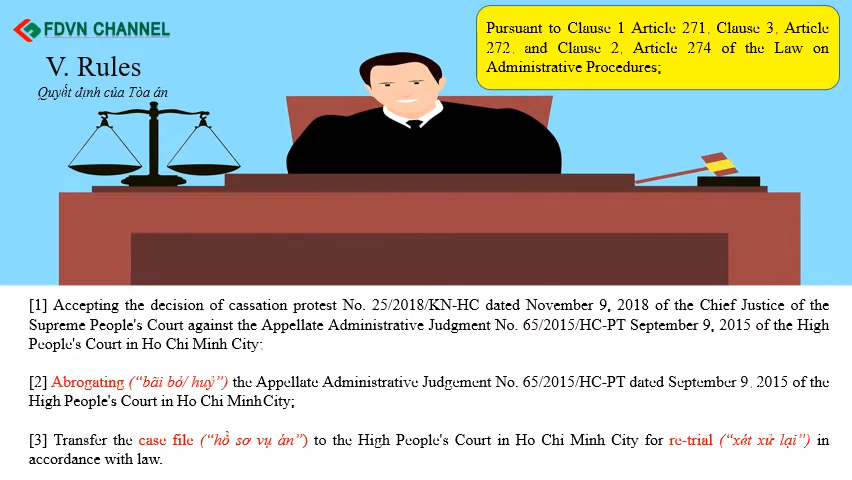 FDVN CHANNEL
V. Rules
Quyết định của Tòa án
Pursuant to Clause 1 Article 271, Clause 3, Article
272, and Clause 2, Article 274 of the Law on
Administrative Procedures;
[1] Accepting the decision of cassation protest No. 25/2018/KN-HC dated November 9, 2018 of the Chief Justice of the
Supreme People's Court against the Appellate Administrative Judgment No. 65/2015/HC-PT September 9, 2015 of the High
People's Court in Ho Chi Minh City;
[2] Abrogating (“bãi bỏ/ huỷ”) the Appellate Administrative Judgement No. 65/2015/HC-PT dated September 9, 2015 of the
High People's Court in Ho Chi Minh City;
[3] Transfer the case file (“hồ sơ vụ án”) to the High People's Court in Ho Chi Minh City for re-trial (“xét xử lại”) in
accordance with law.